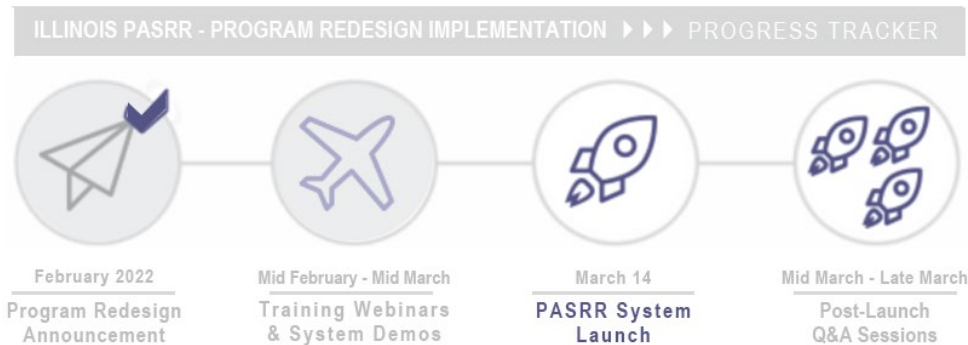 ILLINOIS PASRR - PROGRAM REDESIGN IMPLEMENTATION PROGRESS TRACKER
February 2022
Program Redesign
Announcement
Mid February - Mid March
Training Webinars
& System Demos
March 14
PASRR System
Launch
Mid March - Late March
Post-Launch
Q&A Sessions